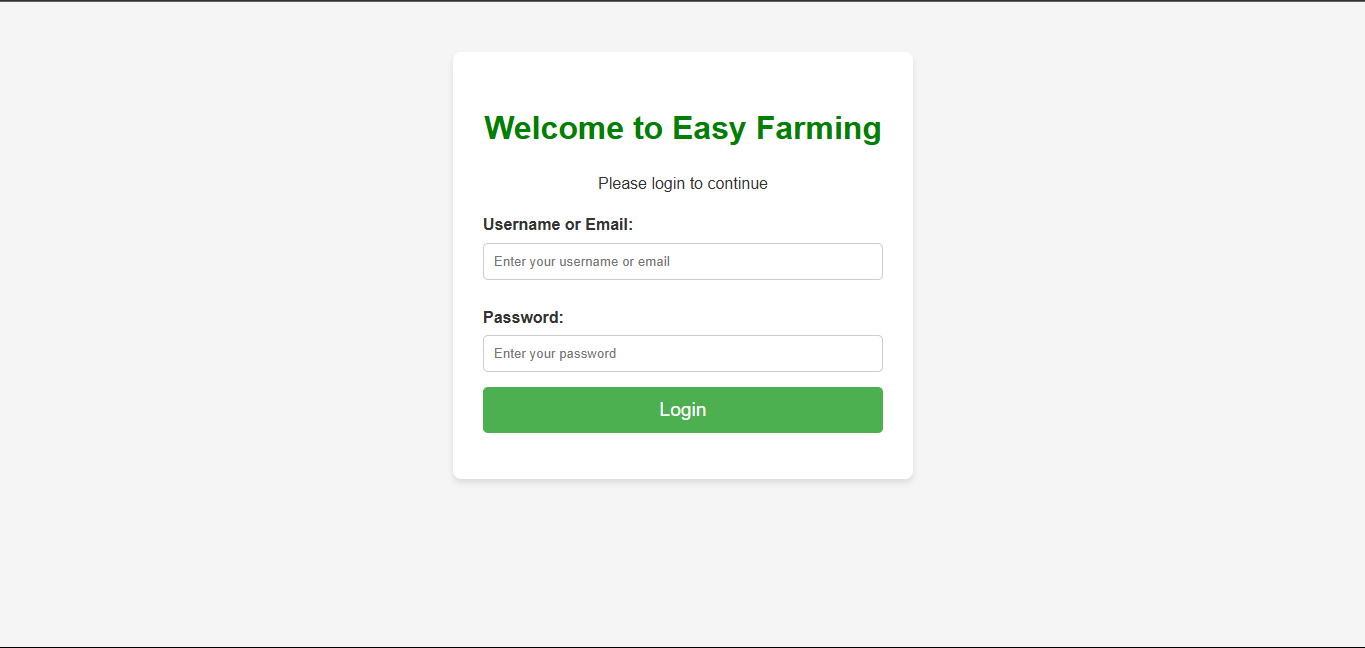 Welcome to Easy Farming
Please login to continue
Username or Email:
Enter your username or email
Password:
Enter your password
Login